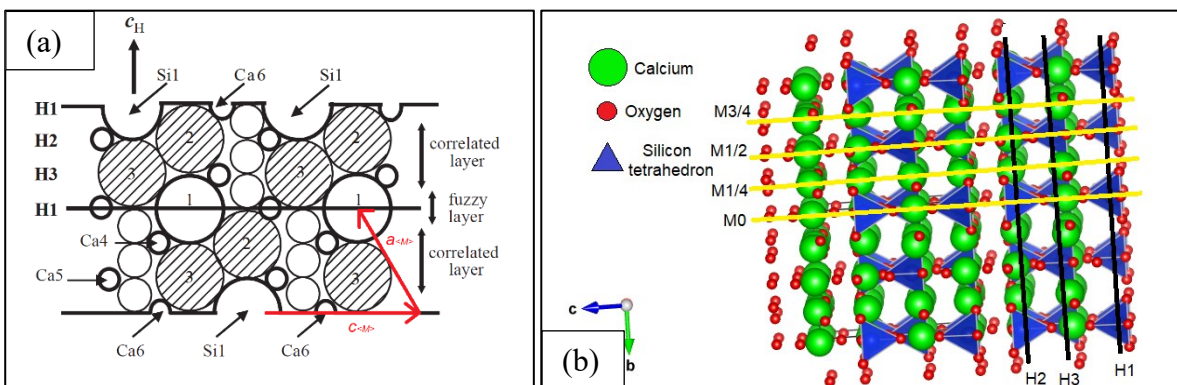 (a)
c_H
Si1
Ca6
Si1
H1
H2
H3
H1
2
2
3
3
1
1
2
3
3
correlated
layer
fuzzy
layer
correlated
layer
Ca4
Ca5
a<M>
c<M>
Ca6
Si1
Ca6
(b)
Calcium
Oxygen
Silicon
tetrahedron
M3/4
M1/2
M1/4
M0
c
b
H2
H3
H1